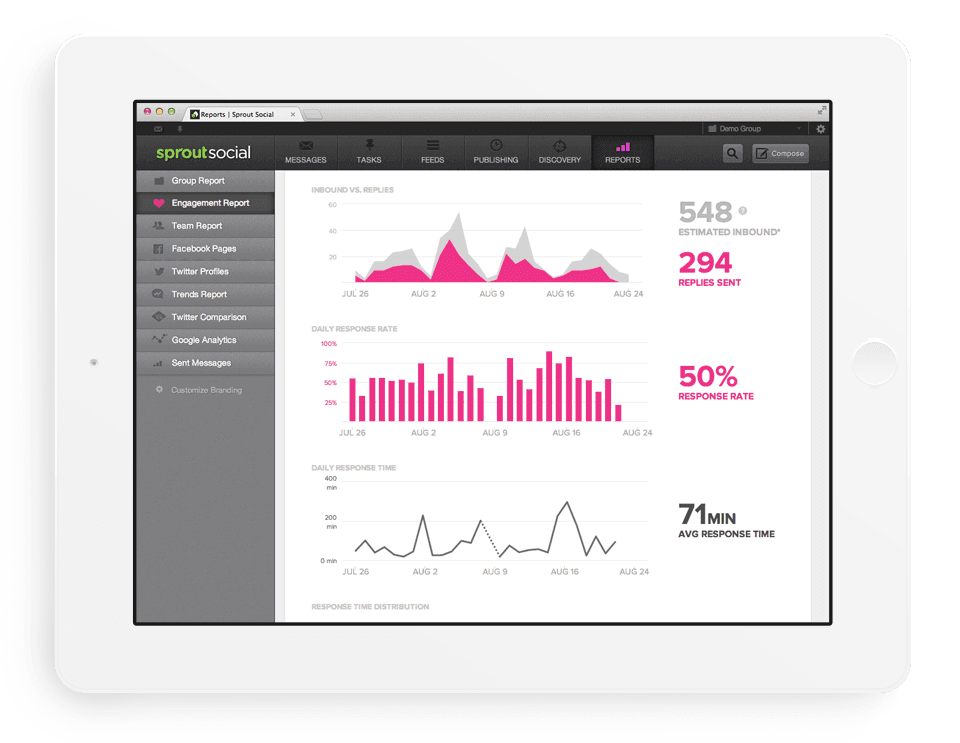 Reports | Sprout Social
Demo Group
sproutsocial
MESSAGES
TASKS
FEEDS
PUBLISHING
DISCOVERY
REPORTS
Compose
Group Report
Engagement Report
Team Report
Facebook Pages
Twitter Profiles
Trends Report
Twitter Comparison
Google Analytics
Sent Messages
Customize Branding
INBOUND VS. REPLIES
60
40
20
JUL 26 AUG 2 AUG 9 AUG 16 AUG 24
548 ?
ESTIMATED INBOUND*
294
REPLIES SENT
DAILY RESPONSE RATE
100%
75%
50%
25%
JUL 26 AUG 2 AUG 9 AUG 16 AUG 24
50%
RESPONSE RATE
DAILY RESPONSE TIME
400
min
200
min
0 min
JUL 26 AUG 2 AUG 9 AUG 16 AUG 24
71MIN
AVG RESPONSE TIME
RESPONSE TIME DISTRIBUTION